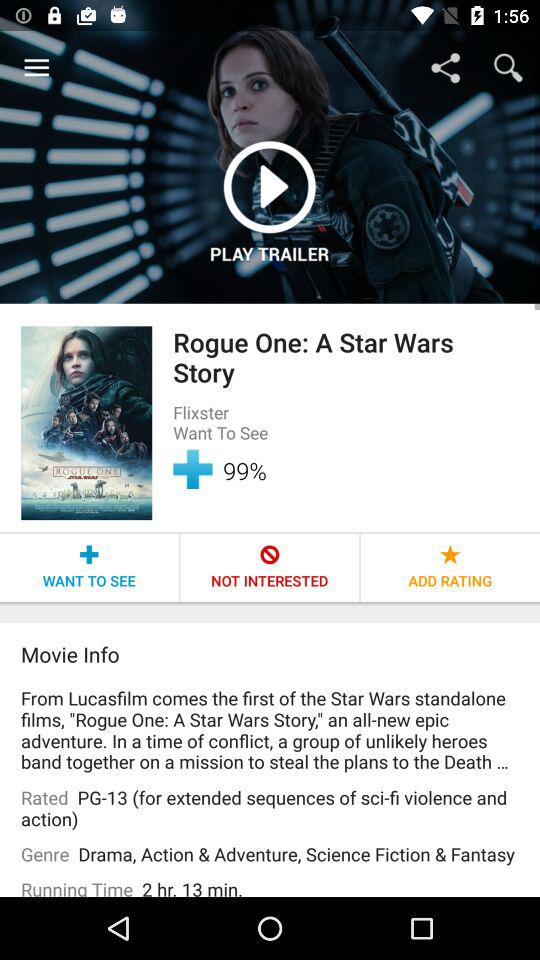 1:56
PLAY TRAILER
Rogue One: A Star Wars
Story
Flixster
Want To See
99%
ROGUE ONE
STAR WARS
WANT TO SEE
NOT INTERESTED
ADD RATING
Movie Info
From Lucasfilm comes the first of the Star Wars standalone
films, "Rogue One: A Star Wars Story," an all-new epic
adventure. In a time of conflict, a group of unlikely heroes
band together on a mission to steal the plans to the Death ...
Rated PG-13 (for extended sequences of sci-fi violence and
action)
Genre Drama, Action & Adventure, Science Fiction & Fantasy
Running Time 2 hr. 13 min.